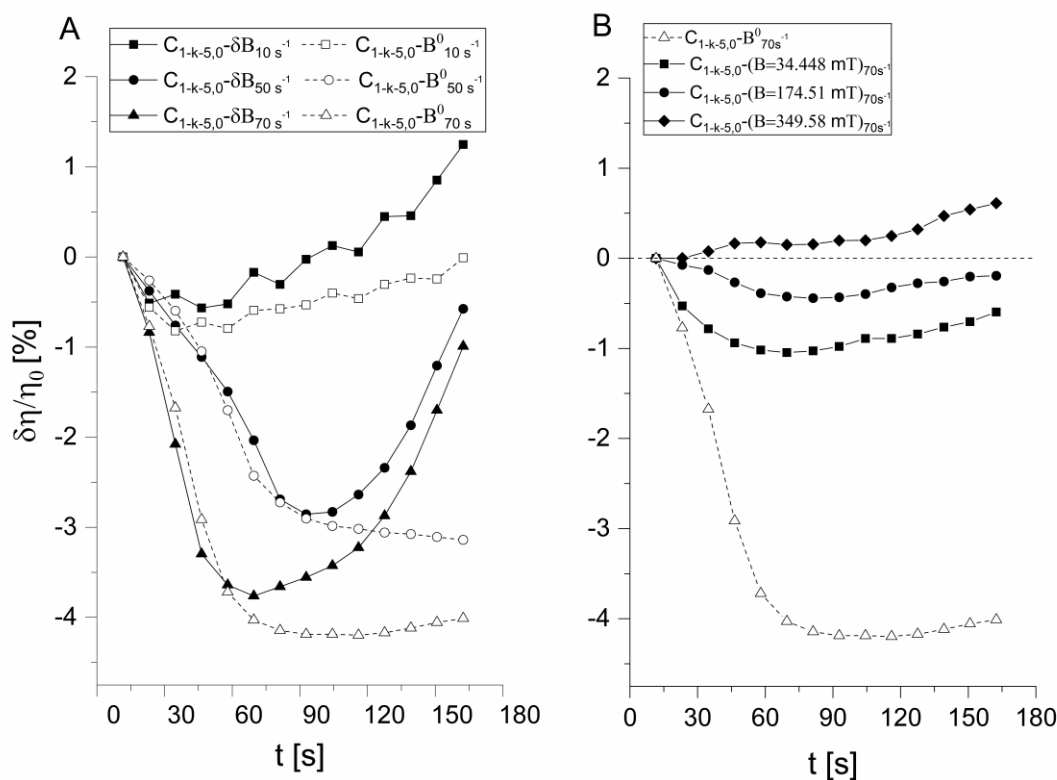 A
C1-k-5,0-δB10 s-1
C1-k-5,0-B010 s-1
C1-k-5,0-δB50 s-1
C1-k-5,0-B050 s-1
C1-k-5,0-δB70 s-1
C1-k-5,0-B070 s
2
1
0
-1
-2
-3
-4
δη/η0 [%]
0 30 60 90 120 150 180
t [s]
B
C1-k-5,0-B070s-1
C1-k-5,0-(B=34.448 mT)70s-1
C1-k-5,0-(B=174.51 mT)70s-1
C1-k-5,0-(B=349.58 mT)70s-1
2
1
0
-1
-2
-3
-4
0 30 60 90 120 150 180
t [s]